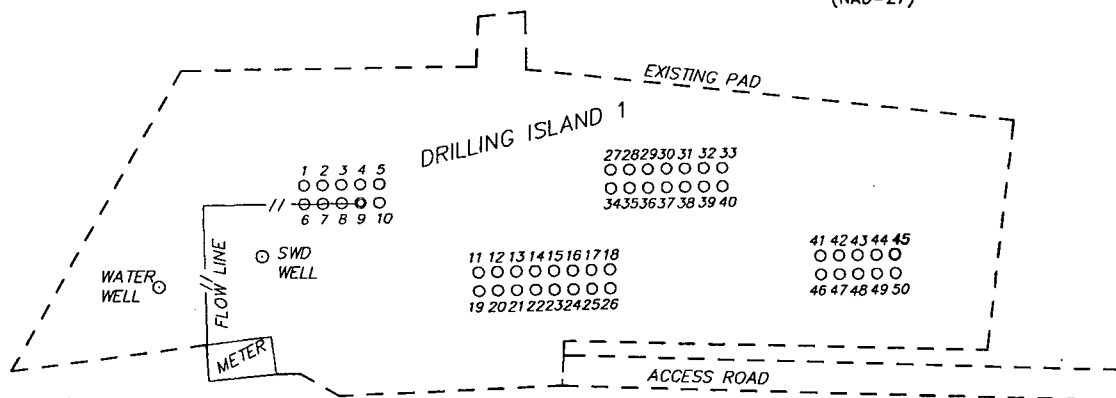 (NAD-27)
EXISTING PAD
DRILLING ISLAND 1
1 2 3 4 5
6 7 8 9 10
27 28 29 30 31 32 33
34 35 36 37 38 39 40
SWD
WELL
WATER
WELL
FLOW LINE
11 12 13 14 15 16 17 18
19 20 21 22 23 24 25 26
41 42 43 44 45
46 47 48 49 50
METER
ACCESS ROAD